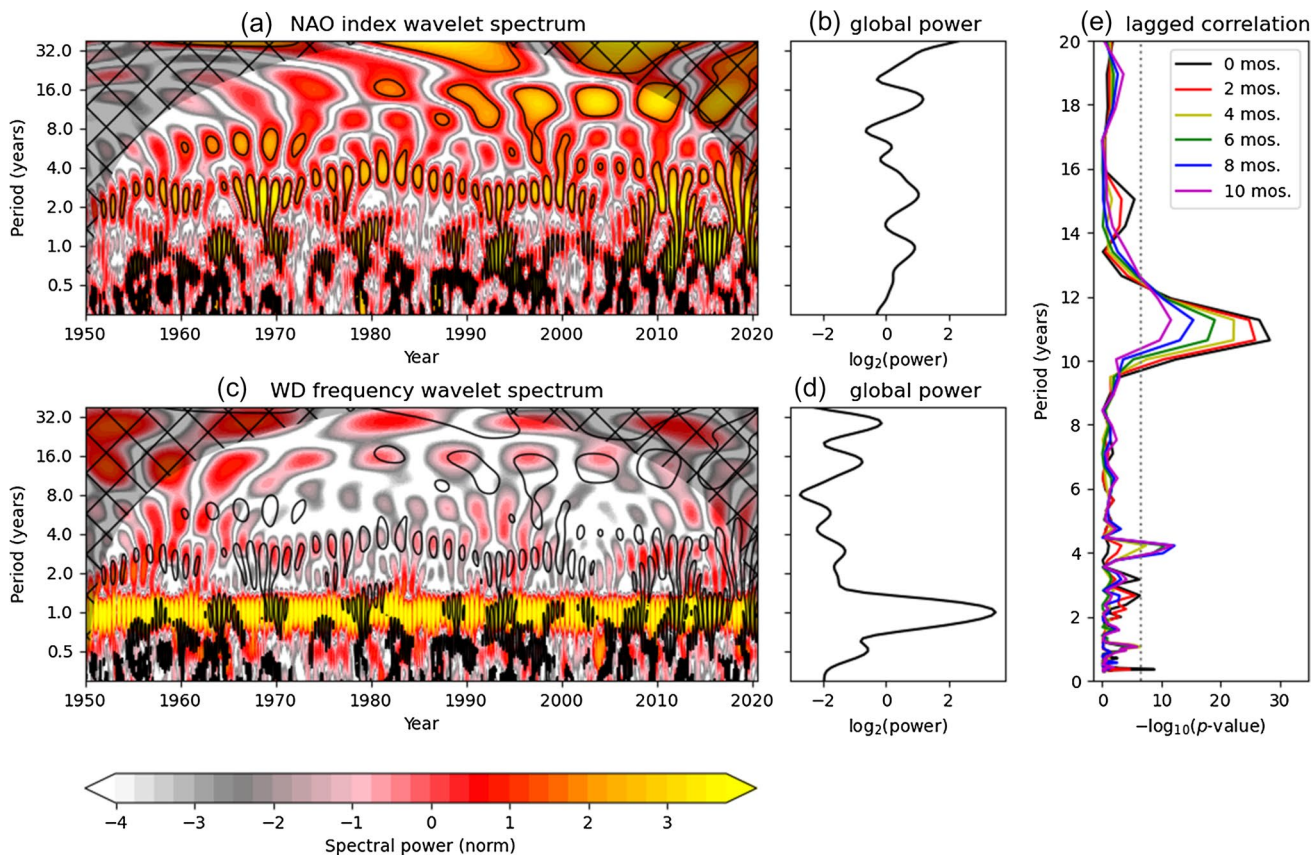 (a) NAO index wavelet spectrum
Period (years)
32.0
16.0
8.0
4.0
2.0
1.0
0.5
1950 1960 1970 1980 1990 2000 2010 2020
Year
(b) global power
−2 0 2
log2(power)
(c) WD frequency wavelet spectrum
Period (years)
32.0
16.0
8.0
4.0
2.0
1.0
0.5
1950 1960 1970 1980 1990 2000 2010 2020
Year
(d) global power
−2 0 2
log2(power)
−4 −3 −2 −1 0 1 2 3
Spectral power (norm)
(e) lagged correlation
Period (years)
20
18
16
14
12
10
8
6
4
2
0
0 mos.
2 mos.
4 mos.
6 mos.
8 mos.
10 mos.
0 10 20 30
−log10(p-value)